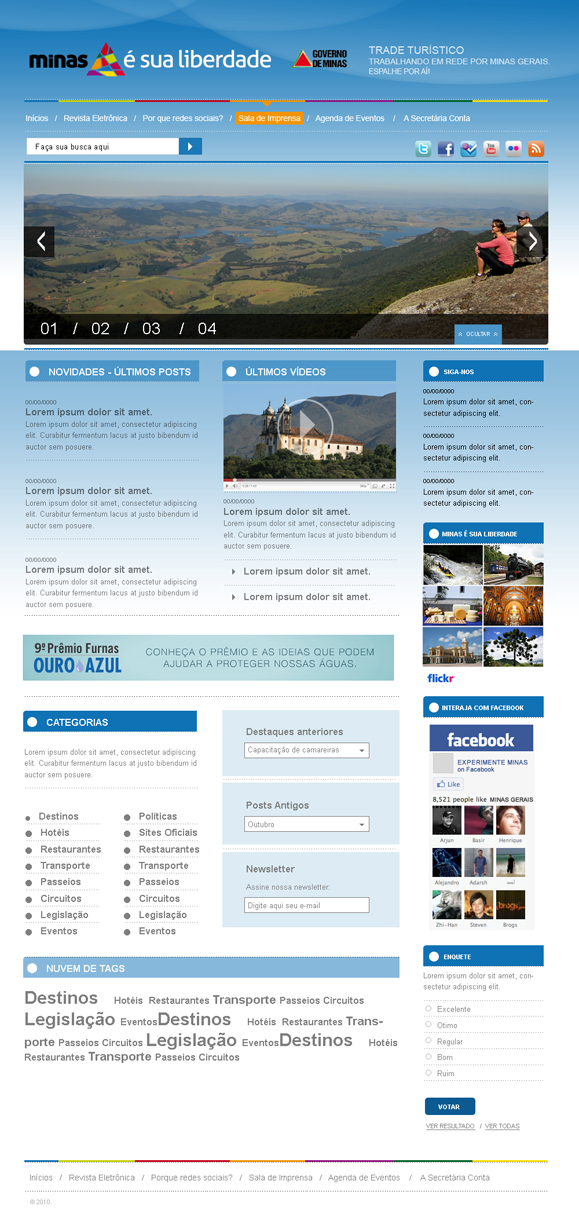 minas é sua liberdade
GOVERNO
DE MINAS
TRADE TURÍSTICO
TRABALHANDO EM REDE POR MINAS GERAIS.
ESPALHE POR AÍ!
Inícios / Revista Eletrônica / Por que redes sociais? / Sala de Imprensa / Agenda de Eventos / A Secretária Conta
Faça sua busca aqui
You
Tube
01 / 02 / 03 / 04
OCULTAR
NOVIDADES - ÚLTIMOS POSTS
00/00/0000
Lorem ipsum dolor sit amet.
Lorem ipsum dolor sit amet, consectetur adipiscing
elit. Curabitur fermentum lacus at justo bibendum id
auctor sem posuere.
00/00/0000
Lorem ipsum dolor sit amet.
Lorem ipsum dolor sit amet, consectetur adipiscing
elit. Curabitur fermentum lacus at justo bibendum id
auctor sem posuere.
00/00/0000
Lorem ipsum dolor sit amet.
Lorem ipsum dolor sit amet, consectetur adipiscing
elit. Curabitur fermentum lacus at justo bibendum id
auctor sem posuere.
ÚLTIMOS VÍDEOS
00/00/0000
Lorem ipsum dolor sit amet.
Lorem ipsum dolor sit amet, consectetur adipiscing
elit. Curabitur fermentum lacus at justo bibendum id
auctor sem posuere.
Lorem ipsum dolor sit amet.
Lorem ipsum dolor sit amet.
SIGA-NOS
00/00/0000
Lorem ipsum dolor sit amet, con-
sectetur adipiscing elit.
00/00/0000
Lorem ipsum dolor sit amet, con-
sectetur adipiscing elit.
00/00/0000
Lorem ipsum dolor sit amet, con-
sectetur adipiscing elit.
MINAS É SUA LIBERDADE
flickr
9º Prêmio Furnas
OURO AZUL
CONHEÇA O PRÊMIO E AS IDEIAS QUE PODEM
AJUDAR A PROTEGER NOSSAS ÁGUAS.
CATEGORIAS
Lorem ipsum dolor sit amet, consectetur adipiscing
elit. Curabitur fermentum lacus at justo bibendum id
auctor sem posuere.
Destinos
Hotéis
Restaurantes
Transporte
Passeios
Circuitos
Legislação
Eventos
Políticas
Sites Oficiais
Restaurantes
Transporte
Passeios
Circuitos
Legislação
Eventos
Destaques anteriores
Capacitação de camareiras
Posts Antigos
Outubro
Newsletter
Assine nossa newsletter.
Digite aqui seu e-mail
INTERAJA COM FACEBOOK
facebook
EXPERIMENTE MINAS
on Facebook
Like
8,521 people like MINAS GERAIS
Arjun Basir Henrique
Alejandro Adarsh
Zhi-Han Steven Brogs
NUVEM DE TAGS
Destinos Hotéis Restaurantes Transporte Passeios Circuitos
Legislação Eventos Destinos Hotéis Restaurantes Trans-
porte Passeios Circuitos Legislação Eventos Destinos Hotéis
Restaurantes Transporte Passeios Circuitos
ENQUETE
Lorem ipsum dolor sit amet, con-
sectetur adipiscing elit.
Excelente
Otimo
Regular
Bom
Ruim
VOTAR
VER RESULTADO / VER TODAS
Inícios / Revista Eletrônica / Porque redes sociais? / Sala de Imprensa / Agenda de Eventos / A Secretária Conta
© 2010.